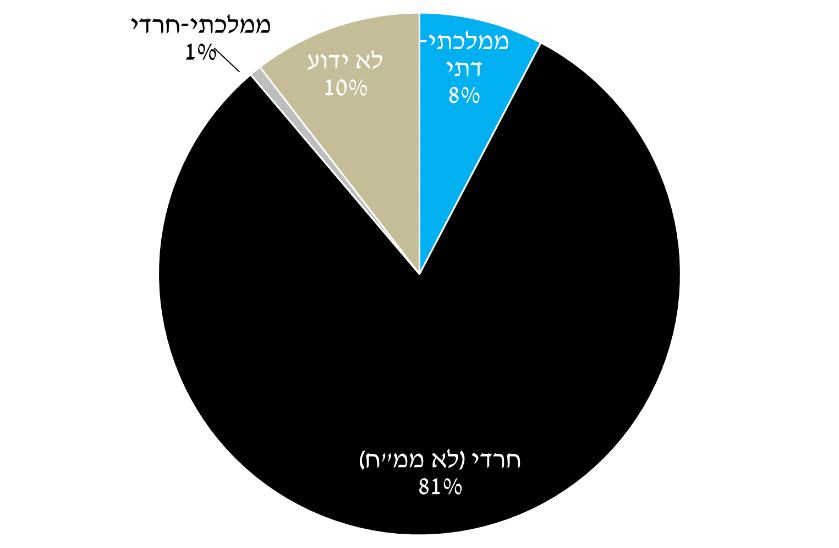 ממלכתי-חרדי
1%
לא ידוע
10%
ממלכתי-
דתי
8%
חרדי (לא ממ״ח)
81%